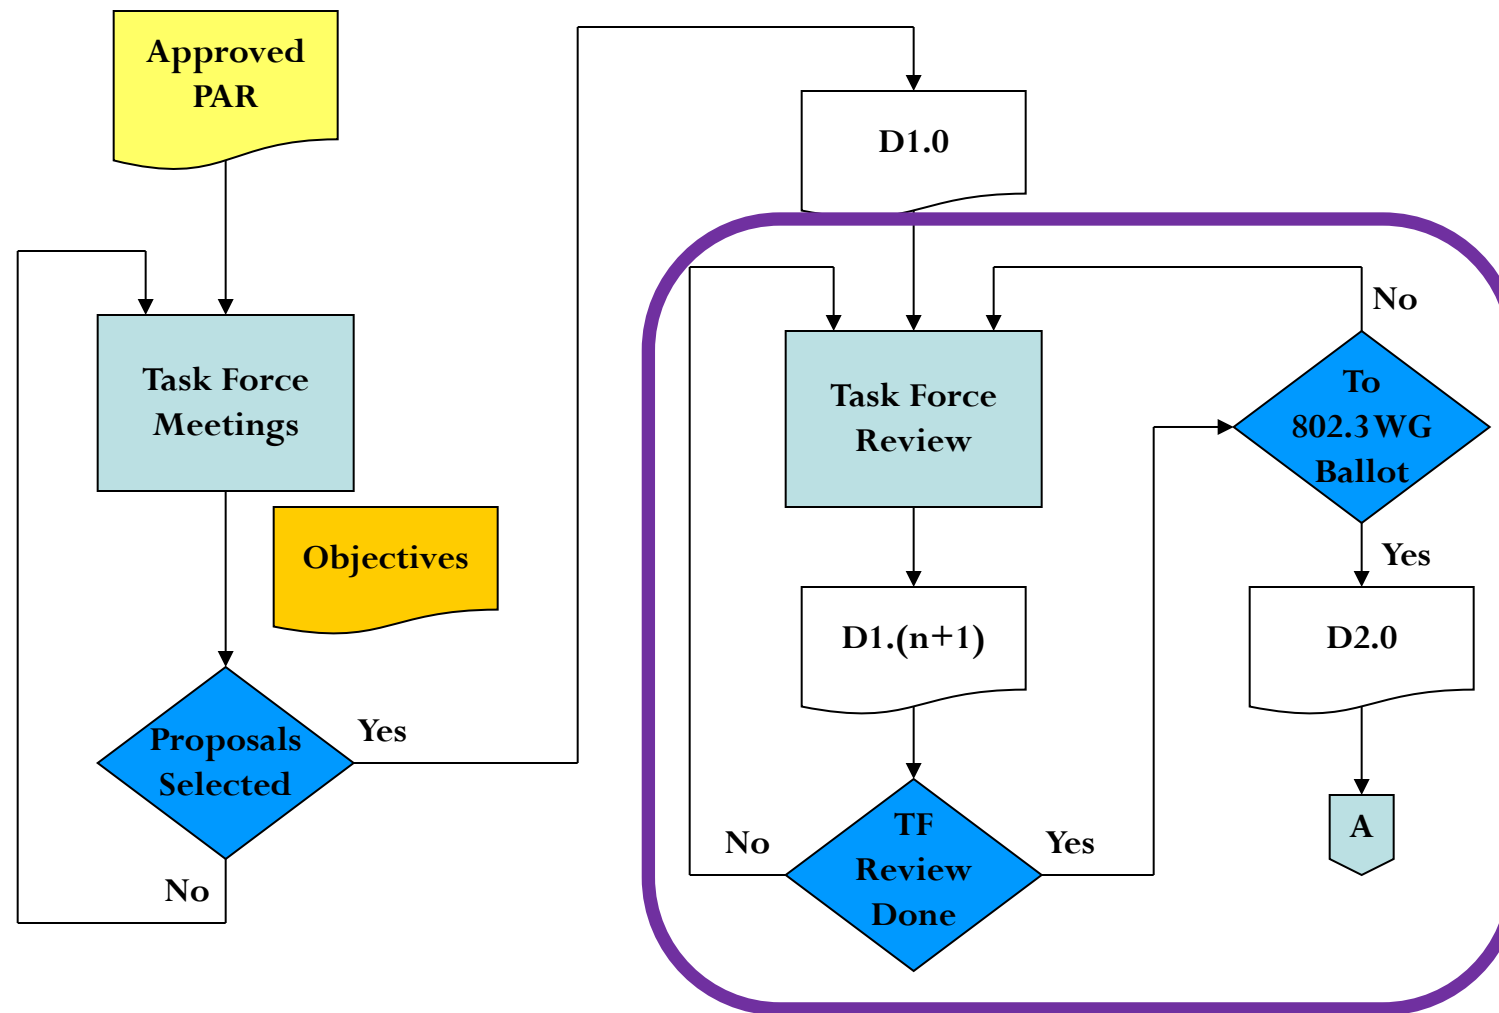 Approved
PAR
Task Force
Meetings
Objectives
Proposals
Selected
Yes
No
D1.0
Task Force
Review
D1.(n+1)
TF
Review
Done
No
Yes
To
802.3 WG
Ballot
No
Yes
D2.0
A